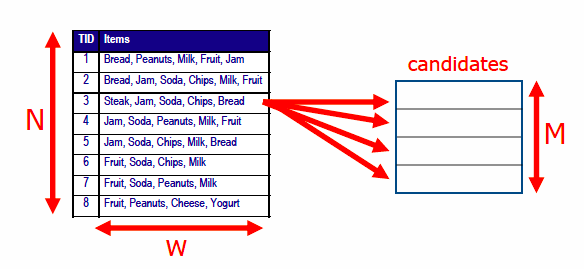 TID Items
1 Bread, Peanuts, Milk, Fruit, Jam
2 Bread, Jam, Soda, Chips, Milk, Fruit
3 Steak, Jam, Soda, Chips, Bread
4 Jam, Soda, Peanuts, Milk, Fruit
5 Jam, Soda, Chips, Milk, Bread
6 Fruit, Soda, Chips, Milk
7 Fruit, Soda, Peanuts, Milk
8 Fruit, Peanuts, Cheese, Yogurt
N
w
candidates
M